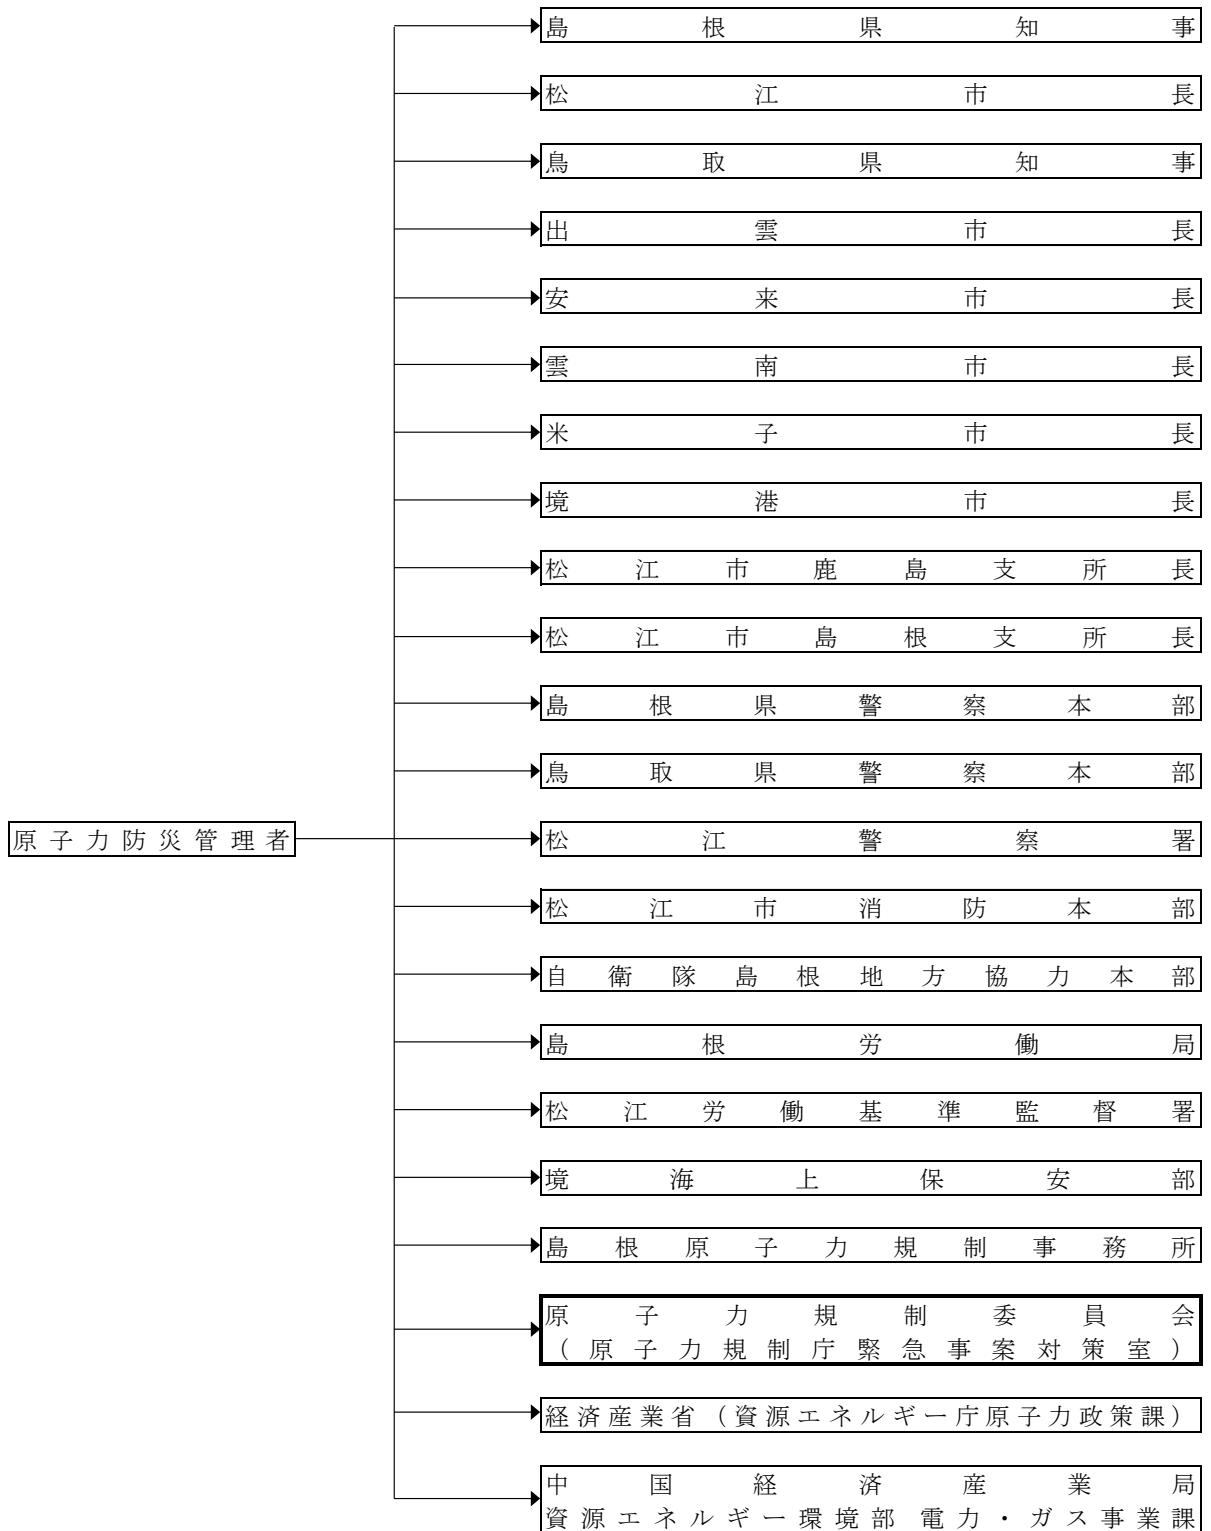 島根県知事
松江市長
鳥取県知事
出雲市長
安来市長
雲南市長
米子市長
境港市長
松江市鹿島支所長
松江市島根支所長
島根県警察本部
鳥取県警察本部
原子力防災管理者
松江警察署
松江市消防本部
自衛隊島根地方協力本部
島根労働局
松江労働基準監督署
境海上保安部
島根原子力規制事務所
原子力規制委員会
（原子力規制庁緊急事案対策室）
経済産業省（資源エネルギー庁原子力政策課）
中国経済産業局
資源エネルギー環境部 電力・ガス事業課